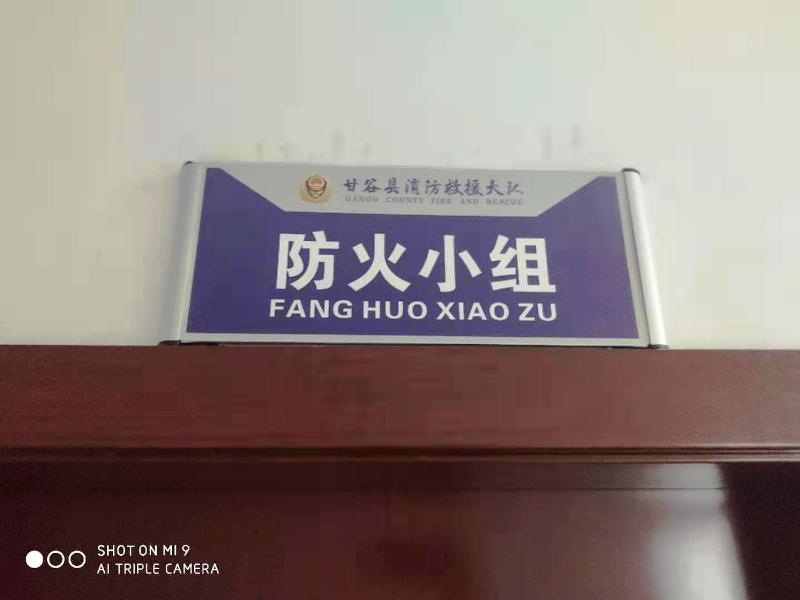 甘谷县消防救援大队
GANGU COUNTY FIRE AND RESCUE
防火小组
FANG HUO XIAO ZU
SHOT ON MI 9
AI TRIPLE CAMERA